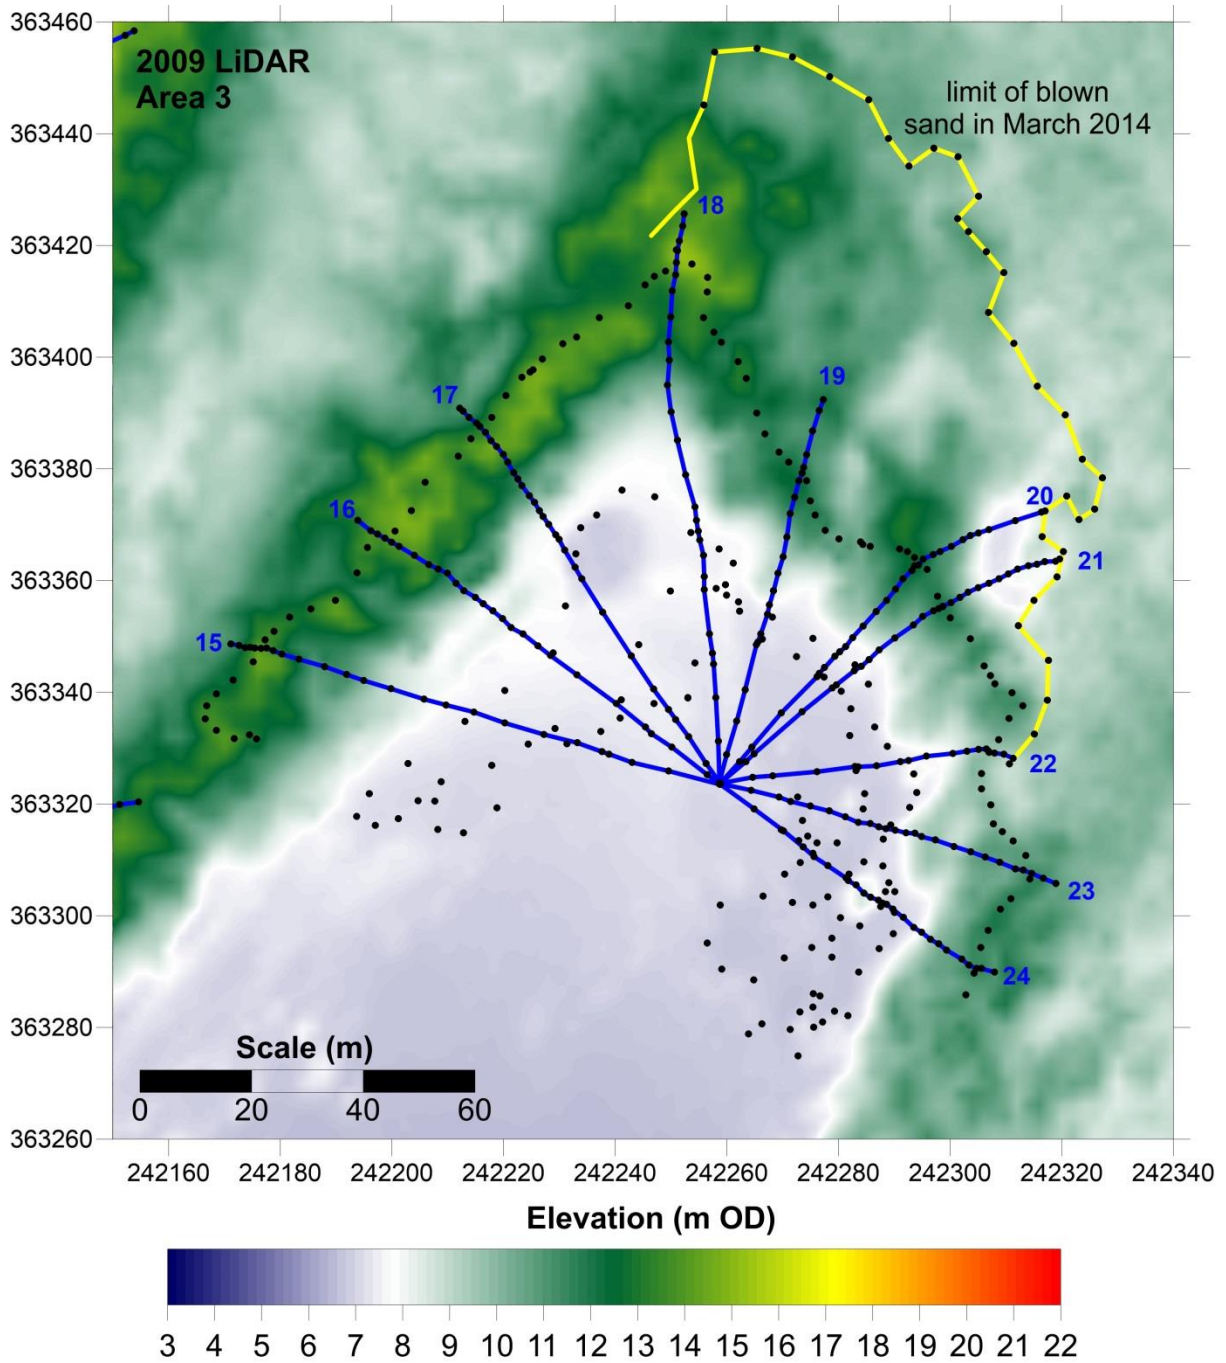 2009 LiDAR
Area 3
limit of blown
sand in March 2014
363460
363440
363420
363400
363380
363360
363340
363320
363300
363280
363260
18
19
17
16
20
21
15
22
23
24
Scale (m)
0 20 40 60
242160 242180 242200 242220 242240 242260 242280 242300 242320 242340
Elevation (m OD)
3 4 5 6 7 8 9 10 11 12 13 14 15 16 17 18 19 20 21 22